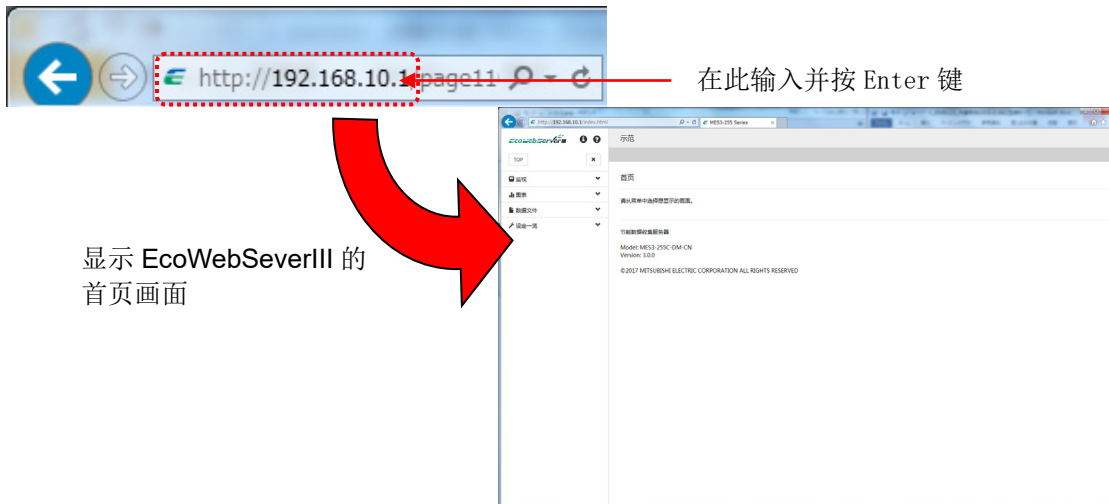 http://192.168.10.1/page11
在此输入并按 Enter 键
http://192.168.10.1/index.html
MES3-255 Series
EcoWebServerIII
示范
TOP
监视
首页
图表
请从菜单中选择想显示的画面。
数据文件
设定一览
节能数据收集服务器
Model: MES3-255C-DM-CN
Version: 3.0.0
©2017 MITSUBISHI ELECTRIC CORPORATION ALL RIGHTS RESERVED
显示 EcoWebSeverIII 的
首页画面